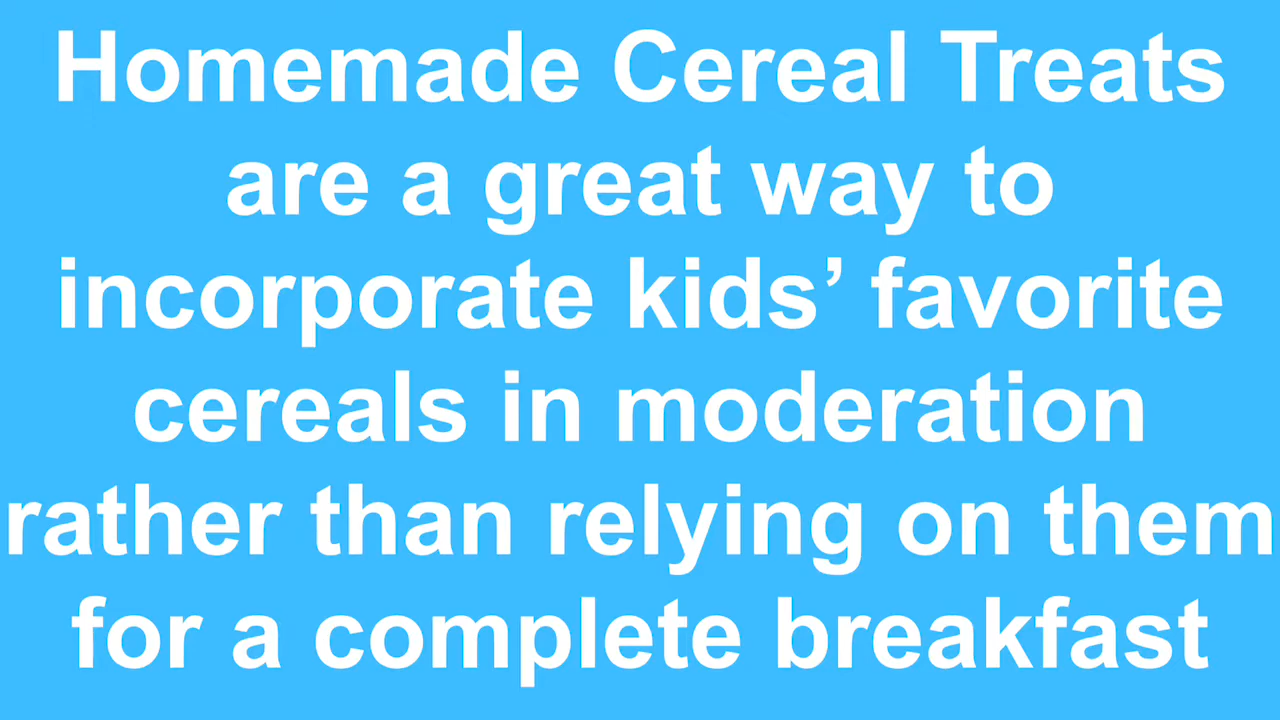 Homemade Cereal Treats
are a great way to
incorporate kids’ favorite
cereals in moderation
rather than relying on them
for a complete breakfast